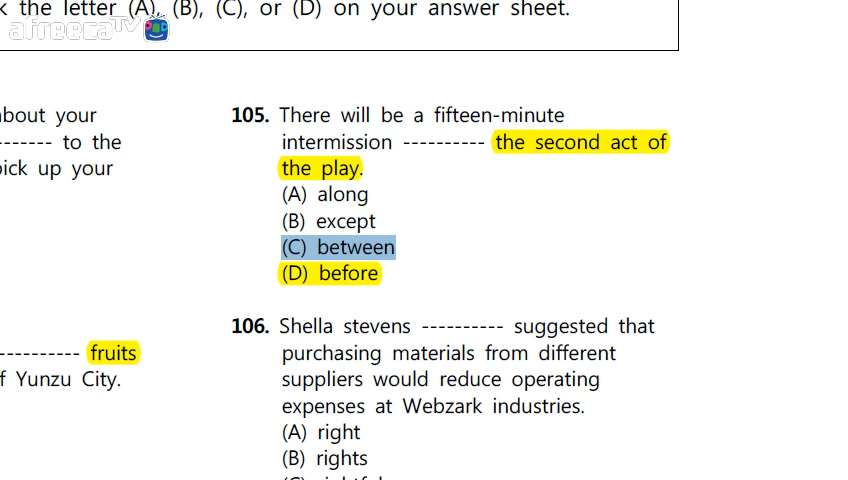 k the letter (A), (B), (C), or (D) on your answer sheet.
afreecaTV
about your
------- to the
pick up your
---------- fruits
of Yunzu City.
105. There will be a fifteen-minute
intermission ---------- the second act of
the play.
(A) along
(B) except
(C) between
(D) before
106. Shella stevens ---------- suggested that
purchasing materials from different
suppliers would reduce operating
expenses at Webzark industries.
(A) right
(B) rights